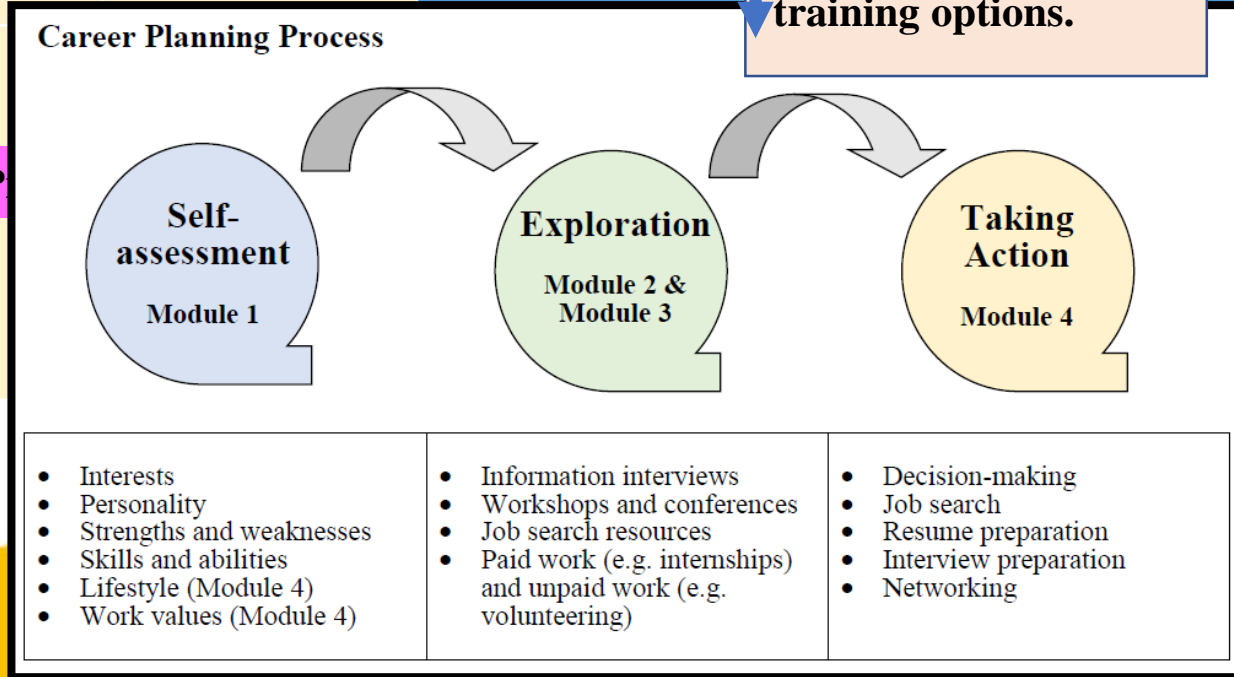 training options.
Career Planning Process
Self-
assessment
Module 1
Exploration
Module 2 &
Module 3
Taking
Action
Module 4
• Interests
• Personality
• Strengths and weaknesses
• Skills and abilities
• Lifestyle (Module 4)
• Work values (Module 4)
• Information interviews
• Workshops and conferences
• Job search resources
• Paid work (e.g. internships)
and unpaid work (e.g.
volunteering)
• Decision-making
• Job search
• Resume preparation
• Interview preparation
• Networking